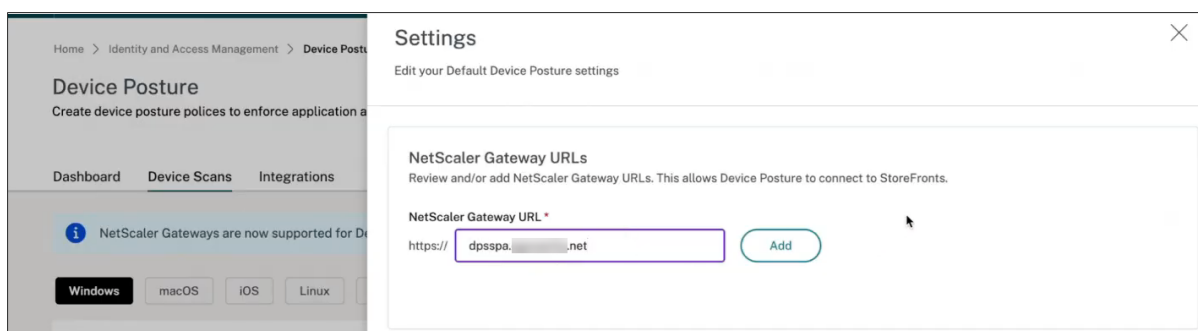 Home > Identity and Access Management > Device Postu
Device Posture
Create device posture polices to enforce application a
Dashboard Device Scans Integrations
NetScaler Gateways are now supported for De
Windows macOS iOS Linux
Settings
Edit your Default Device Posture settings
NetScaler Gateway URLs
Review and/or add NetScaler Gateway URLs. This allows Device Posture to connect to StoreFronts.
NetScaler Gateway URL *
https:// dpsspa. .net Add